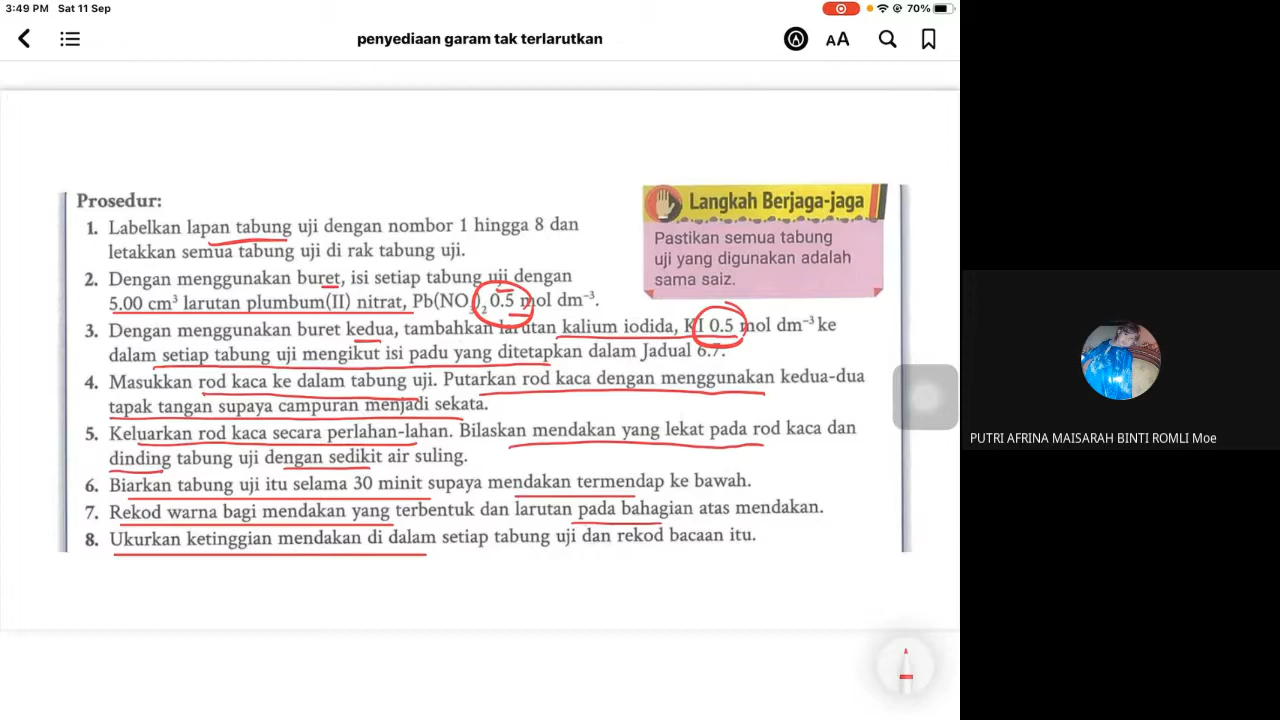 3:49 PM Sat 11 Sep
70%
penyediaan garam tak terlarutkan
AA
Prosedur:
1. Labelkan lapan tabung uji dengan nombor 1 hingga 8 dan
letakkan semua tabung uji di rak tabung uji.
2. Dengan menggunakan buret, isi setiap tabung uji dengan
5.00 cm³ larutan plumbum(II) nitrat, Pb(NO₃)₂ 0.5 mol dm⁻³.
3. Dengan menggunakan buret kedua, tambahkan larutan kalium iodida, KI 0.5 mol dm⁻³ ke
dalam setiap tabung uji mengikut isi padu yang ditetapkan dalam Jadual 6.7.
4. Masukkan rod kaca ke dalam tabung uji. Putarkan rod kaca dengan menggunakan kedua-dua
tapak tangan supaya campuran menjadi sekata.
5. Keluarkan rod kaca secara perlahan-lahan. Bilaskan mendakan yang lekat pada rod kaca dan
dinding tabung uji dengan sedikit air suling.
6. Biarkan tabung uji itu selama 30 minit supaya mendakan termendap ke bawah.
7. Rekod warna bagi mendakan yang terbentuk dan larutan pada bahagian atas mendakan.
8. Ukurkan ketinggian mendakan di dalam setiap tabung uji dan rekod bacaan itu.
Langkah Berjaga-jaga
Pastikan semua tabung
uji yang digunakan adalah
sama saiz.
PUTRI AFRINA MAISARAH BINTI ROMLI Moe